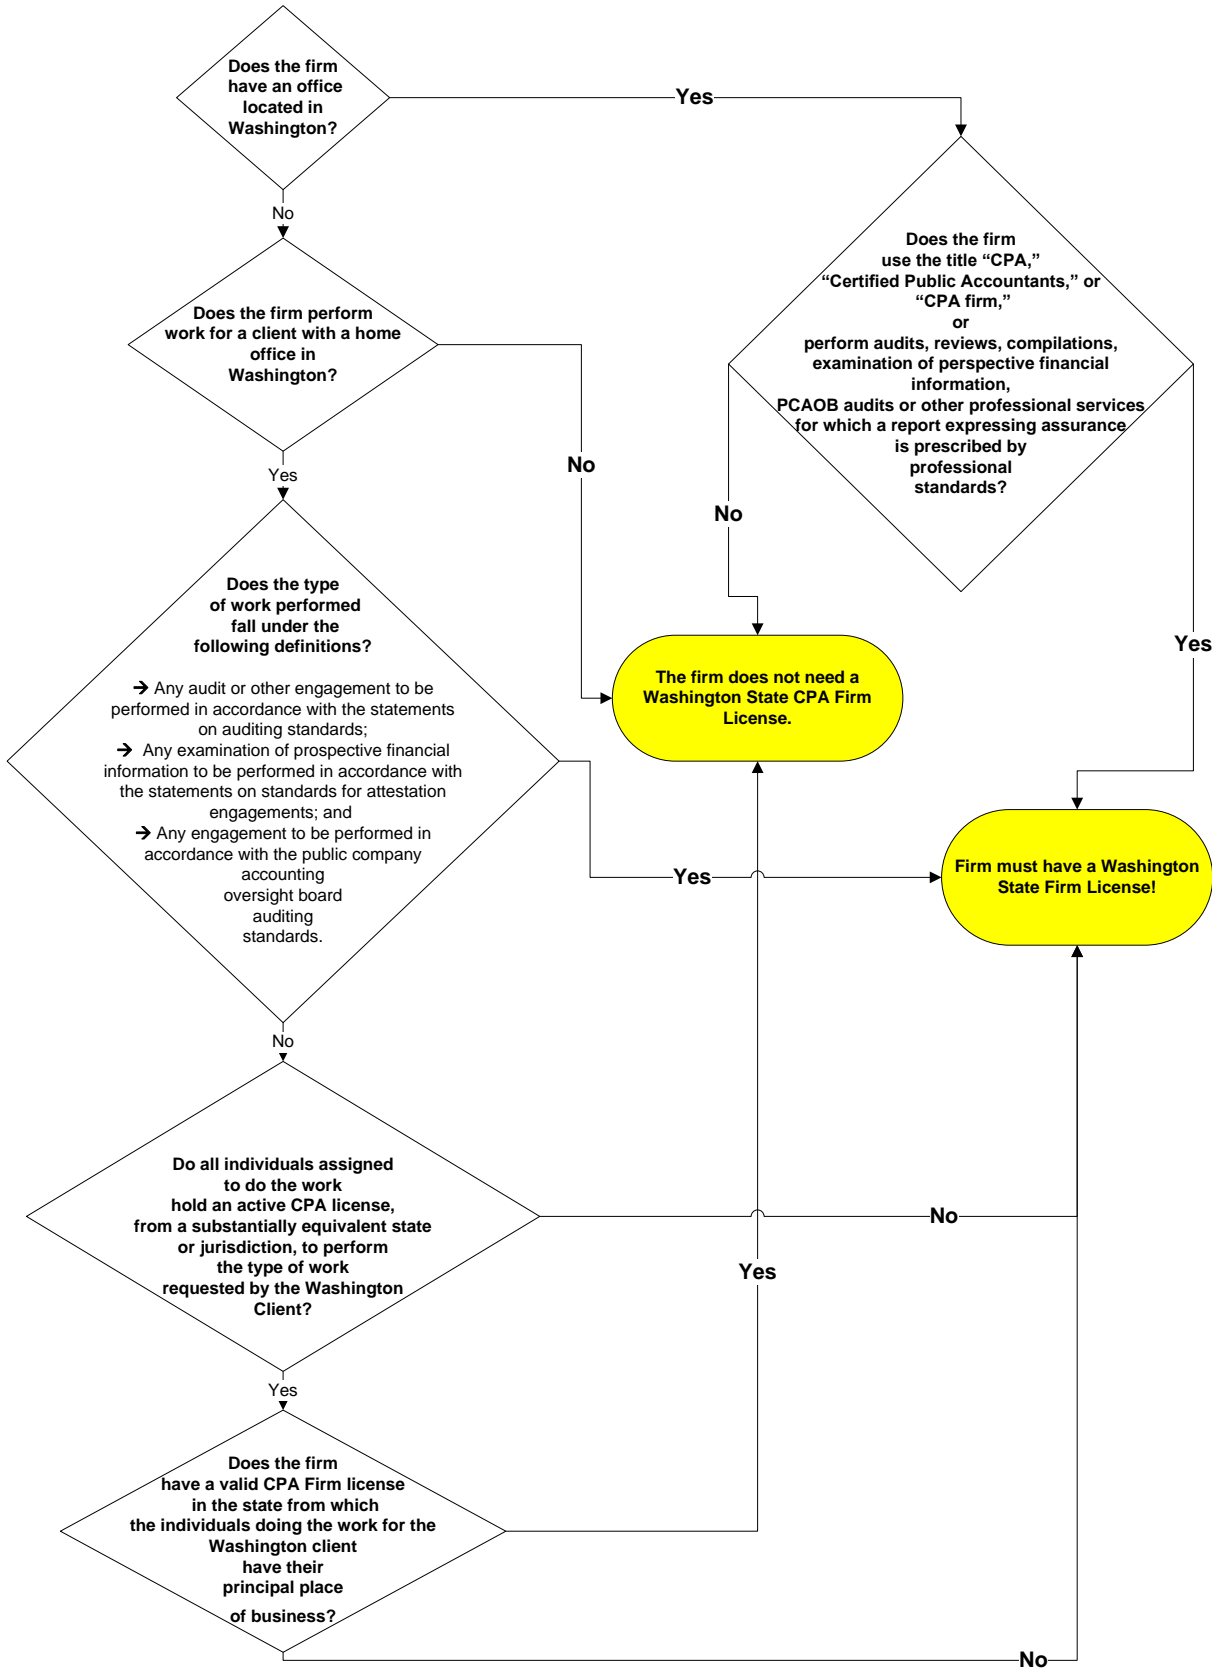 Does the firm
have an office
located in
Washington?
Yes
No
Does the firm
use the title “CPA,”
“Certified Public Accountants,” or
“CPA firm,”
or
perform audits, reviews, compilations,
examination of perspective financial
information,
PCAOB audits or other professional services
for which a report expressing assurance
is prescribed by
professional
standards?
Does the firm perform
work for a client with a home
office in
Washington?
No
Yes
No
Yes
Does the type
of work performed
fall under the
following definitions?
→ Any audit or other engagement to be
performed in accordance with the statements
on auditing standards;
→ Any examination of prospective financial
information to be performed in accordance with
the statements on standards for attestation
engagements; and
→ Any engagement to be performed in
accordance with the public company
accounting
oversight board
auditing
standards.
The firm does not need a
Washington State CPA Firm
License.
Yes
Firm must have a Washington
State Firm License!
No
Do all individuals assigned
to do the work
hold an active CPA license,
from a substantially equivalent state
or jurisdiction, to perform
the type of work
requested by the Washington
Client?
No
Yes
Yes
Does the firm
have a valid CPA Firm license
in the state from which
the individuals doing the work for the
Washington client
have their
principal place
of business?
No